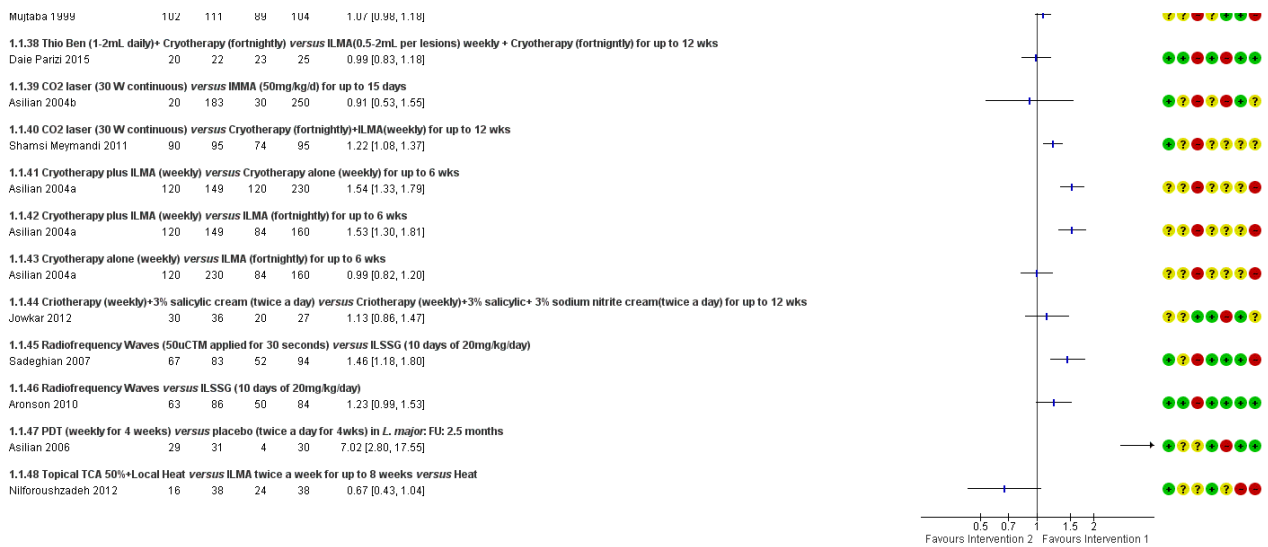 Mujtaba 1999 102 111 89 104 1.07 [0.98, 1.18] ? ? - ? + + -
1.1.38 Thio Ben (1-2mL daily)+ Cryotherapy (fortnightly) versus ILMA(0.5-2mL per lesions) weekly + Cryotherapy (fortnigntly) for up to 12 wks
Daie Parizi 2015 20 22 23 25 0.99 [0.83, 1.18] + + - + - + +
1.1.39 CO2 laser (30 W continuous) versus IMMA (50mg/kg/d) for up to 15 days
Asilian 2004b 20 183 30 250 0.91 [0.53, 1.55] + ? - ? - + ?
1.1.40 CO2 laser (30 W continuous) versus Cryotherapy (fortnightly)+ILMA(weekly) for up to 12 wks
Shamsi Meymandi 2011 90 95 74 95 1.22 [1.08, 1.37] + ? - ? ? ? ?
1.1.41 Cryotherapy plus ILMA (weekly) versus Cryotherapy alone (weekly) for up to 6 wks
Asilian 2004a 120 149 120 230 1.54 [1.33, 1.79] ? ? - ? ? ? -
1.1.42 Cryotherapy plus ILMA (weekly) versus ILMA (fortnightly) for up to 6 wks
Asilian 2004a 120 149 84 160 1.53 [1.30, 1.81] ? ? - ? ? ? -
1.1.43 Cryotherapy alone (weekly) versus ILMA (fortnightly) for up to 6 wks
Asilian 2004a 120 230 84 160 0.99 [0.82, 1.20] ? ? - ? ? ? -
1.1.44 Criotherapy (weekly)+3% salicylic cream (twice a day) versus Criotherapy (weekly)+3% salicylic+ 3% sodium nitrite cream(twice a day) for up to 12 wks
Jowkar 2012 30 36 20 27 1.13 [0.86, 1.47] ? ? + + - + ?
1.1.45 Radiofrequency Waves (50uCTM applied for 30 seconds) versus ILSSG (10 days of 20mg/kg/day)
Sadeghian 2007 67 83 52 94 1.46 [1.18, 1.80] + ? - + + + -
1.1.46 Radiofrequency Waves versus ILSSG (10 days of 20mg/kg/day)
Aronson 2010 63 86 50 84 1.23 [0.99, 1.53] + + - + + + +
1.1.47 PDT (weekly for 4 weeks) versus placebo (twice a day for 4wks) in L. major: FU: 2.5 months
Asilian 2006 29 31 4 30 7.02 [2.80, 17.55] + ? ? + - + +
1.1.48 Topical TCA 50%+Local Heat versus ILMA twice a week for up to 8 weeks versus Heat
Nilforoushzadeh 2012 16 38 24 38 0.67 [0.43, 1.04] + ? ? + ? - -
0.5 0.7 1 1.5 2
Favours Intervention 2 Favours Intervention 1